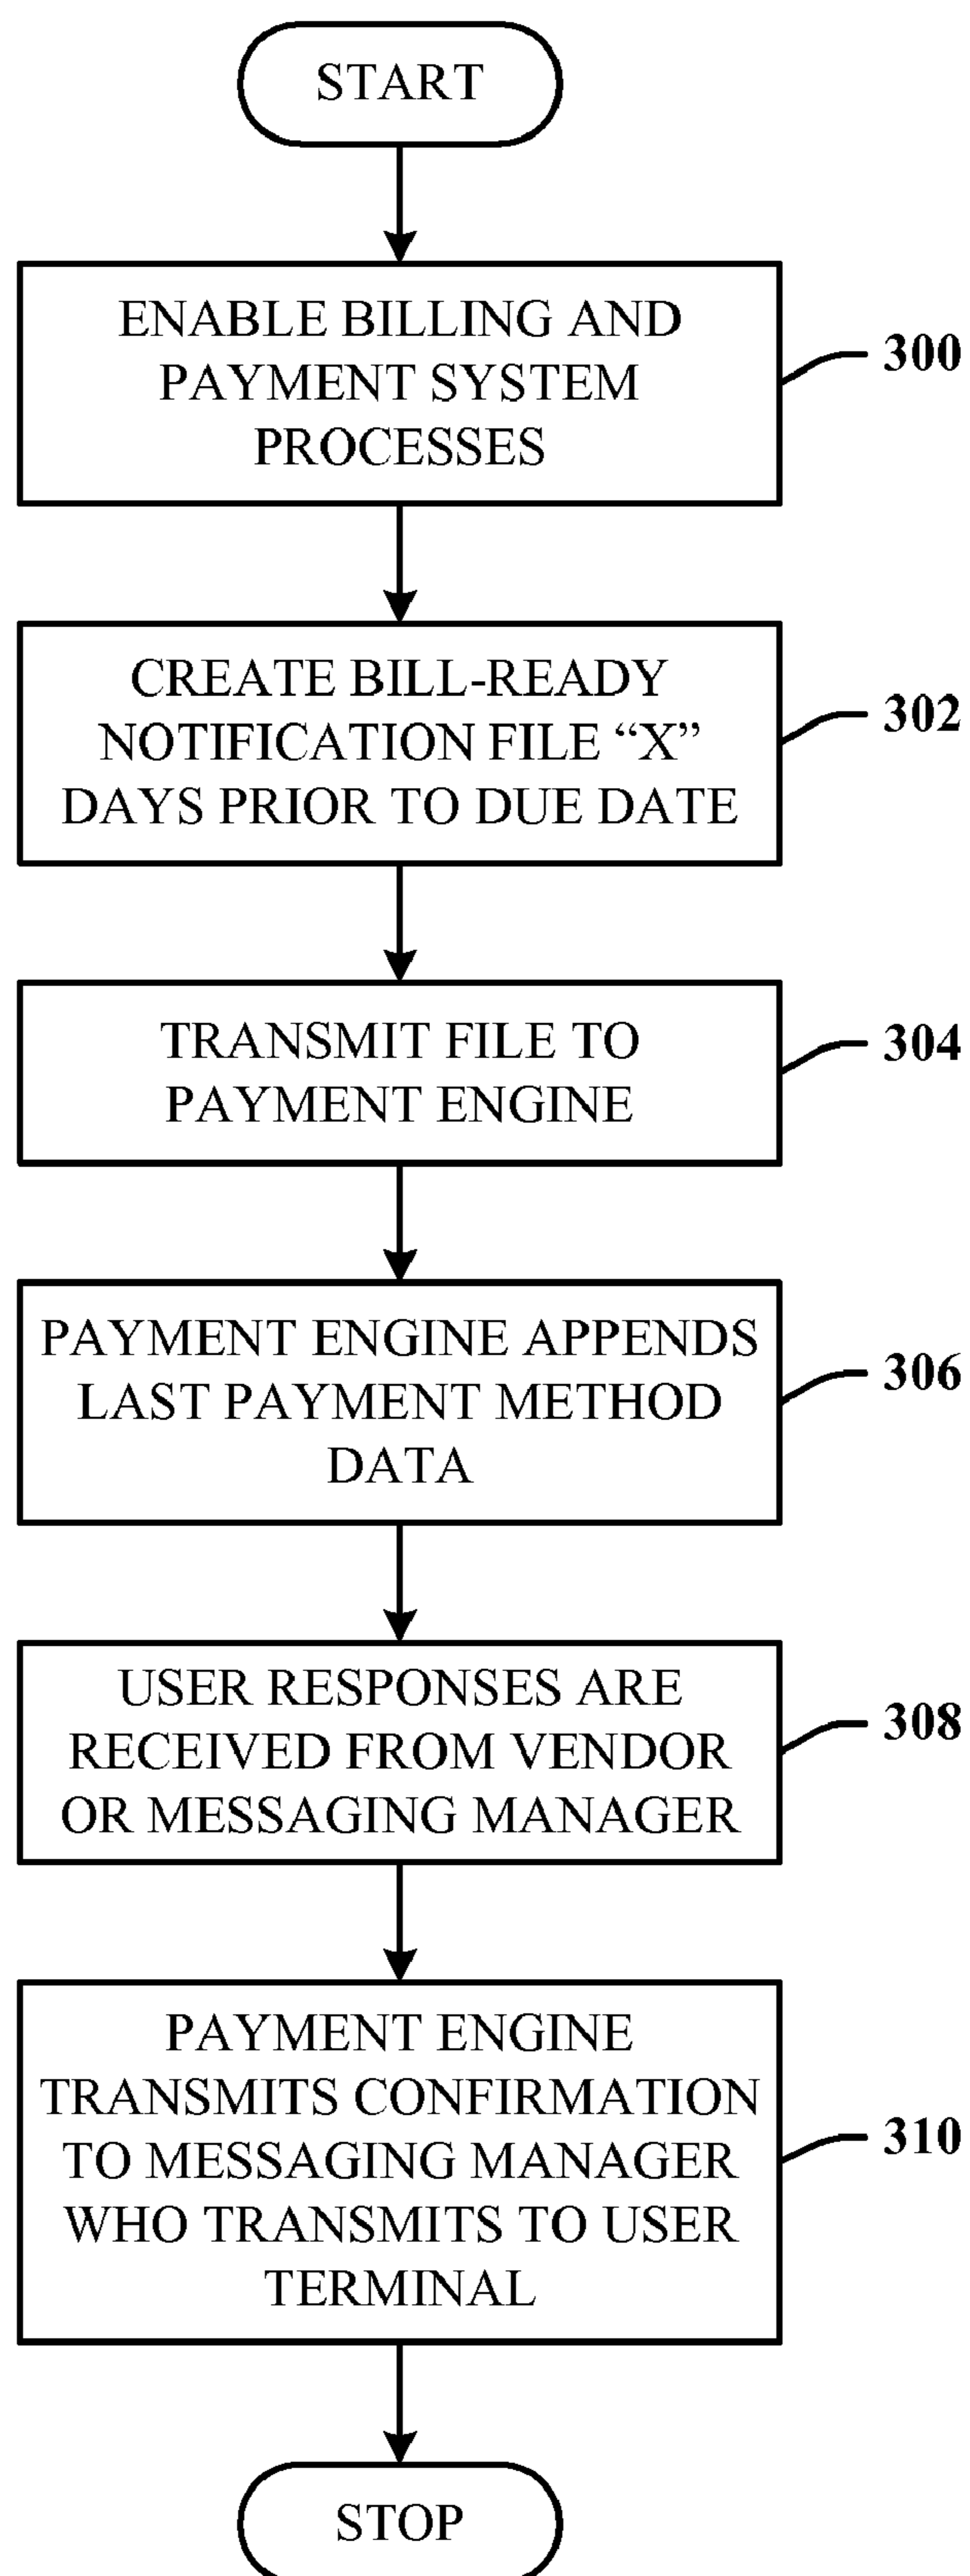 START
ENABLE BILLING AND
PAYMENT SYSTEM
PROCESSES
300
CREATE BILL-READY
NOTIFICATION FILE “X”
DAYS PRIOR TO DUE DATE
302
TRANSMIT FILE TO
PAYMENT ENGINE
304
PAYMENT ENGINE APPENDS
LAST PAYMENT METHOD
DATA
306
USER RESPONSES ARE
RECEIVED FROM VENDOR
OR MESSAGING MANAGER
308
PAYMENT ENGINE
TRANSMITS CONFIRMATION
TO MESSAGING MANAGER
WHO TRANSMITS TO USER
TERMINAL
310
STOP